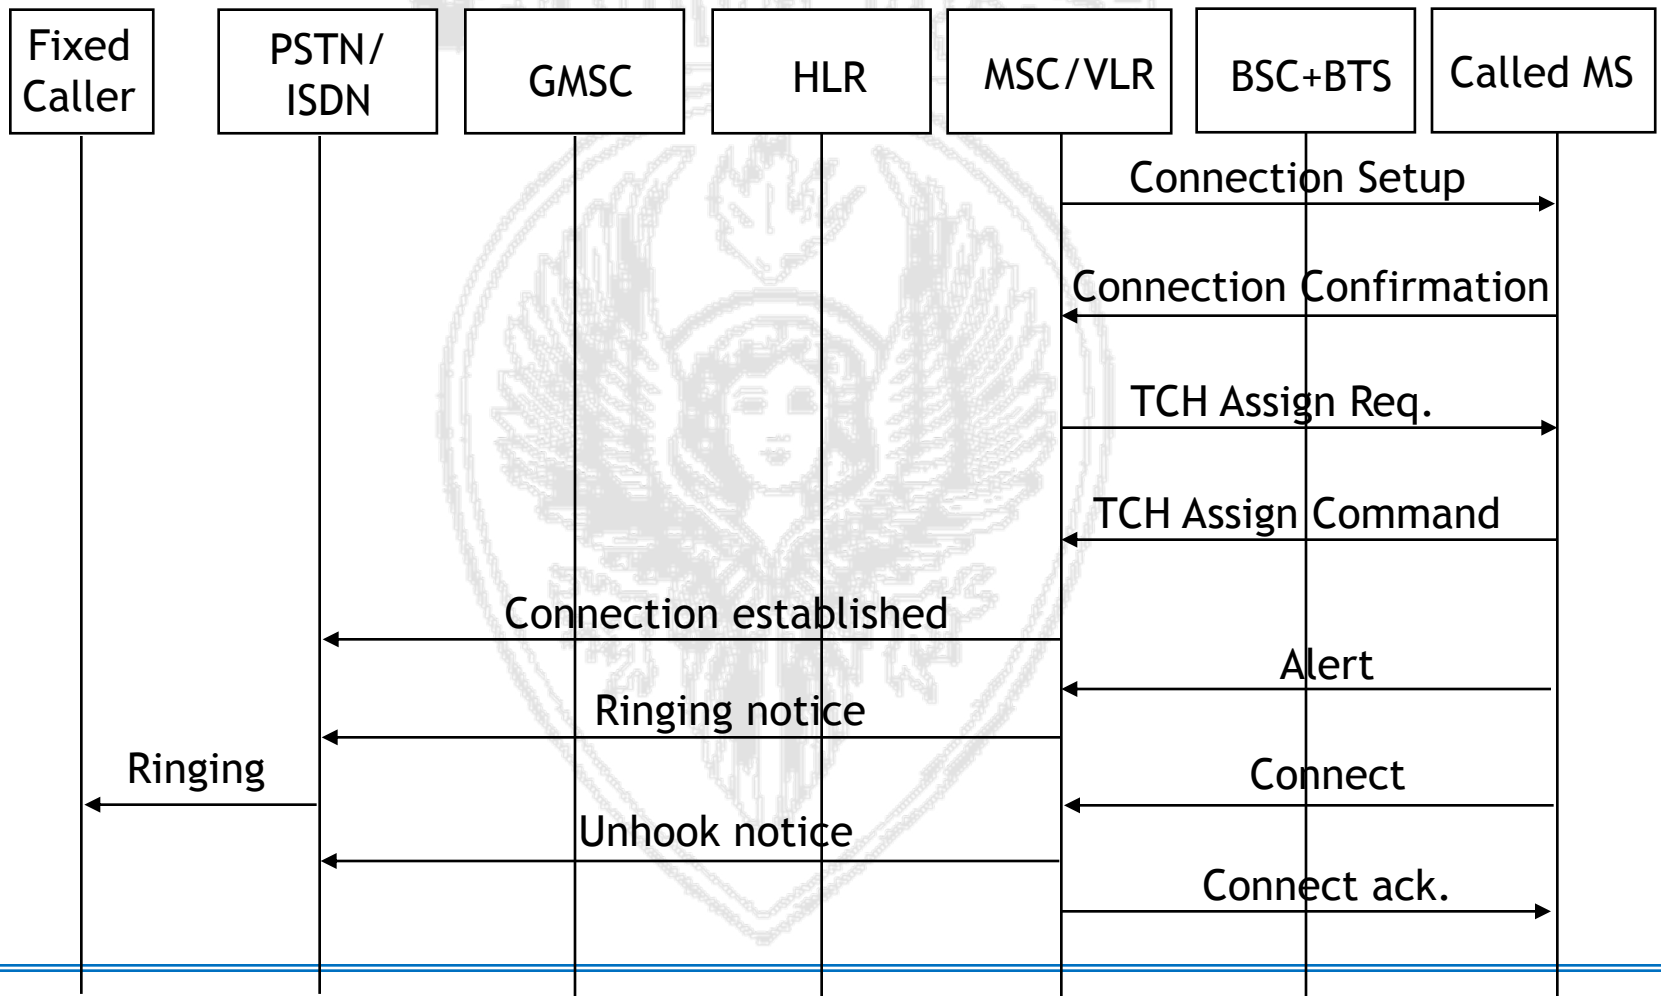 Fixed
Caller
PSTN/
ISDN
GMSC
HLR
MSC/VLR
BSC+BTS
Called MS
Connection Setup
Connection Confirmation
TCH Assign Req.
TCH Assign Command
Connection established
Alert
Ringing notice
Ringing
Connect
Unhook notice
Connect ack.